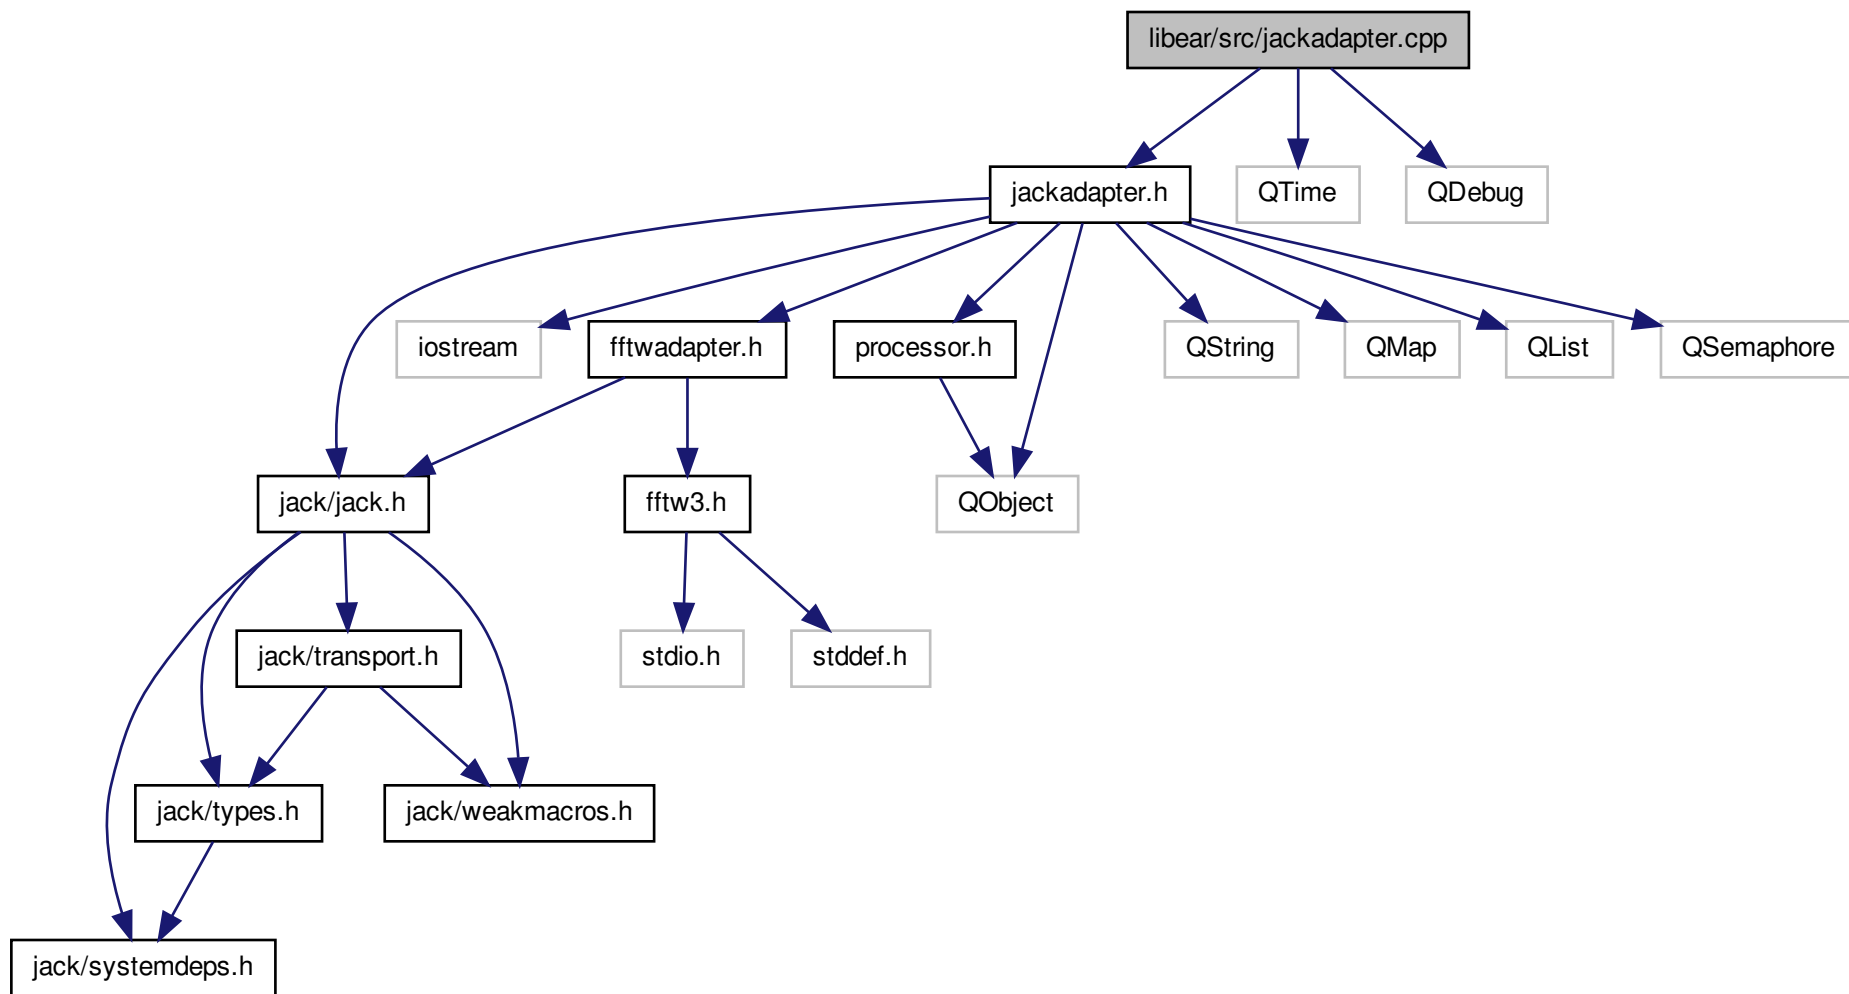 libear/src/jackadapter.cpp
jackadapter.h
QTime
QDebug
iostream
fftwadapter.h
processor.h
QString
QMap
QList
QSemaphore
jack/jack.h
fftw3.h
QObject
jack/transport.h
stdio.h
stddef.h
jack/types.h
jack/weakmacros.h
jack/systemdeps.h